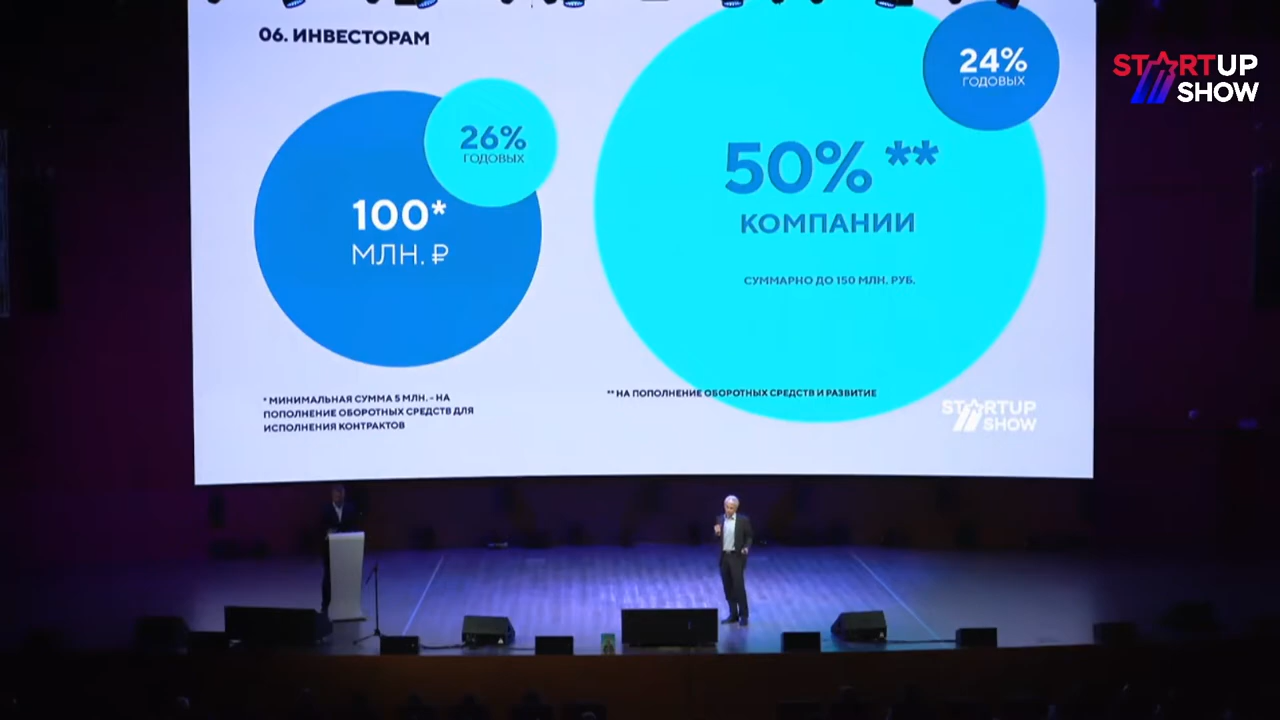 06. ИНВЕСТОРАМ
26%
ГОДОВЫХ
100*
МЛН. ₽
* МИНИМАЛЬНАЯ СУММА 5 МЛН. - НА
ПОПОЛНЕНИЕ ОБОРОТНЫХ СРЕДСТВ ДЛЯ
ИСПОЛНЕНИЯ КОНТРАКТОВ
24%
ГОДОВЫХ
50% **
КОМПАНИИ
СУММАРНО ДО 150 МЛН. РУБ.
** НА ПОПОЛНЕНИЕ ОБОРОТНЫХ СРЕДСТВ И РАЗВИТИЕ
STARTUP
SHOW
STARTUP
SHOW